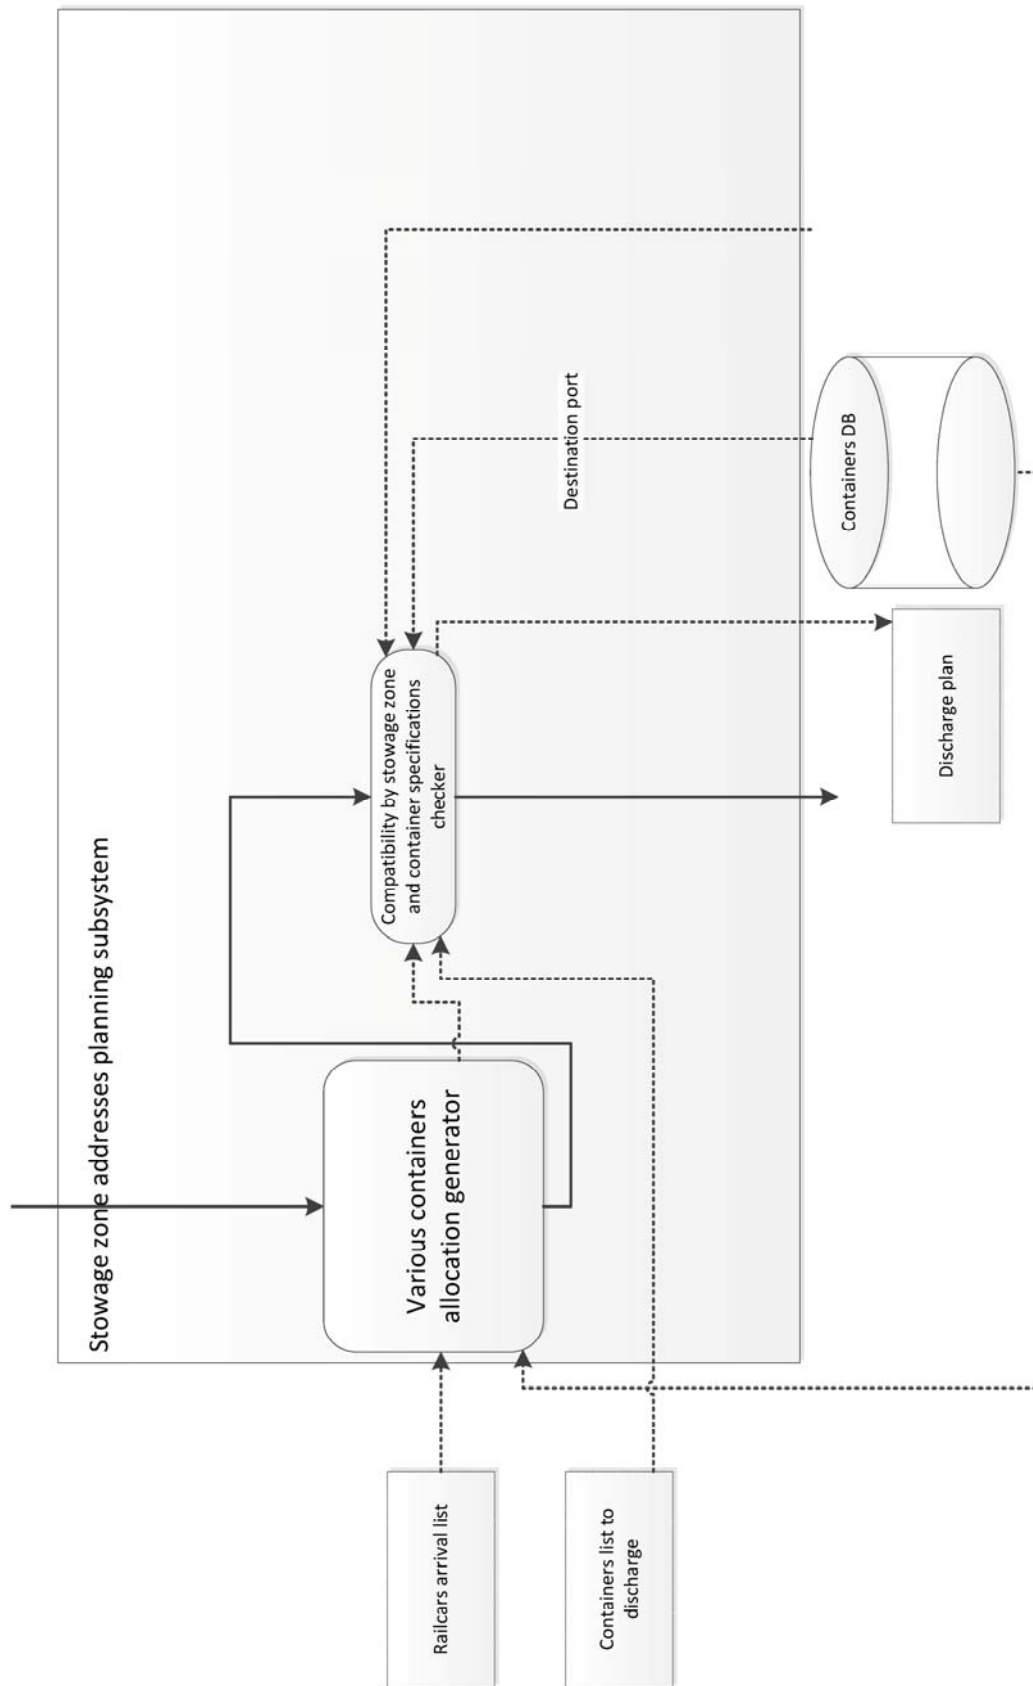 Stowage zone addresses planning subsystem
Railcars arrival list
Containers list to
discharge
Various containers
allocation generator
Compatibility by stowage zone
and container specifications
checker
Destination port
Discharge plan
Containers DB